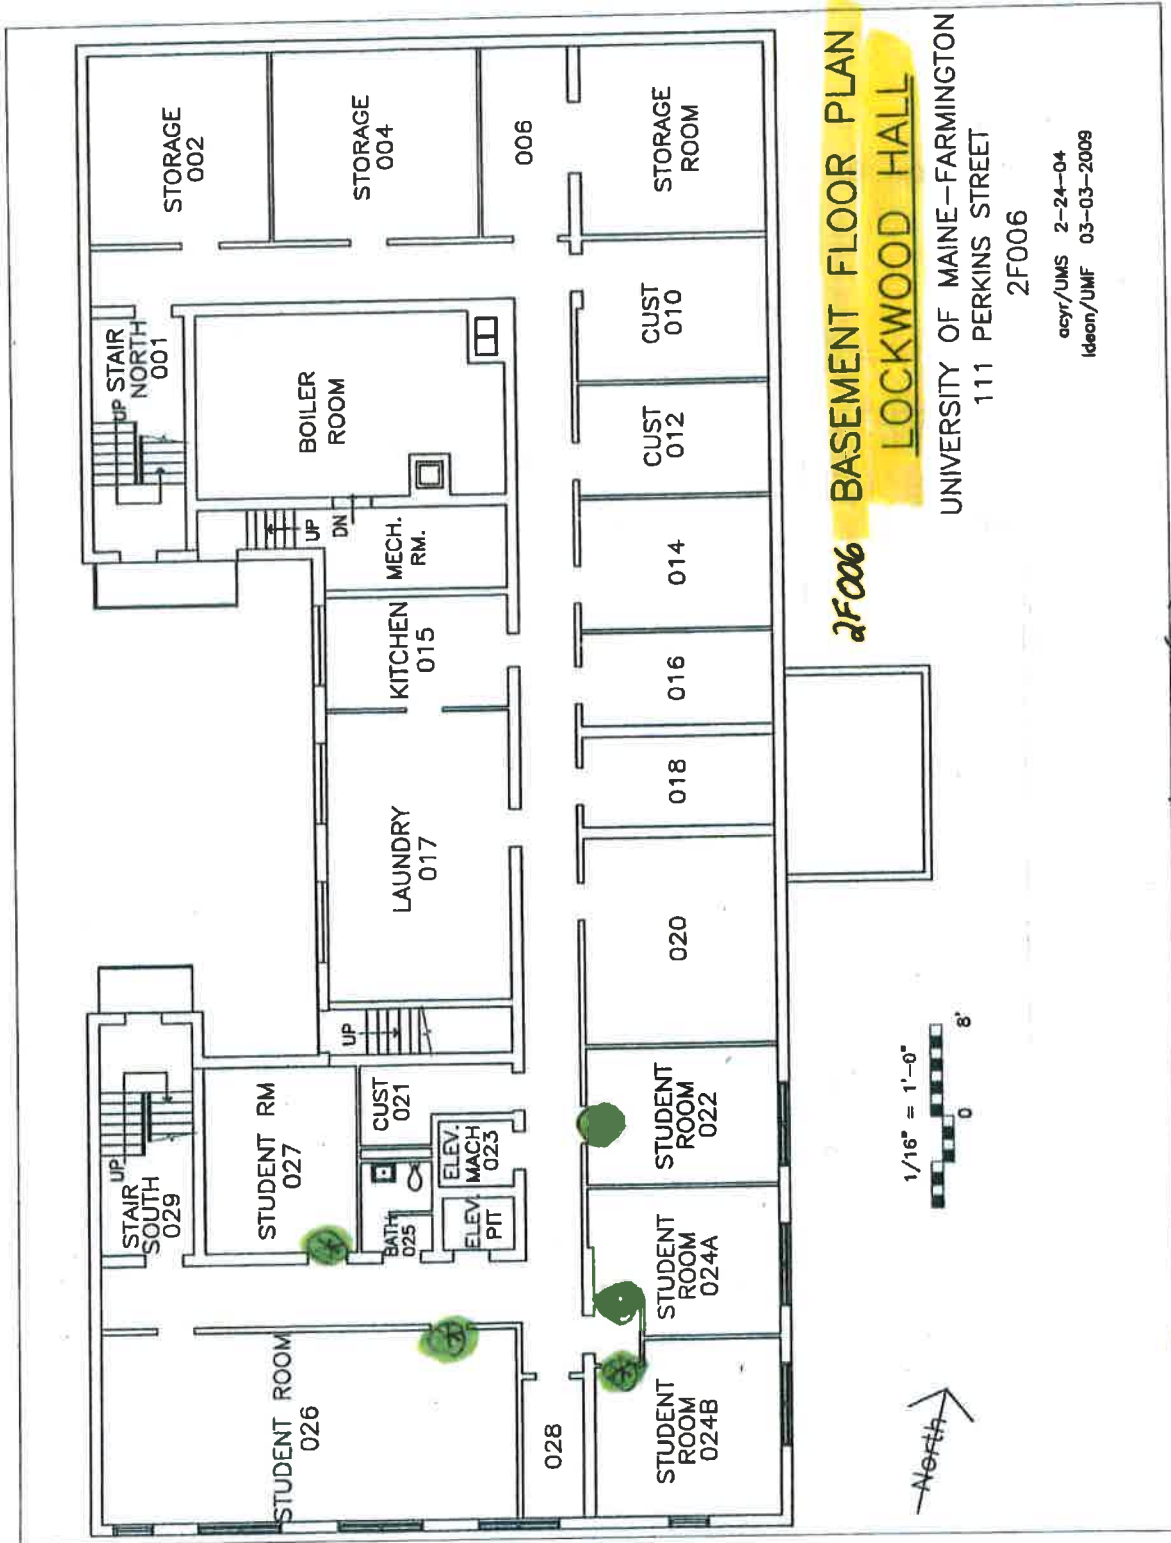 STORAGE
002
STORAGE
004
006
STORAGE
ROOM
UP
STAIR
NORTH
001
BOILER
ROOM
CUST
010
CUST
012
UP
DN
MECH.
RM.
014
KITCHEN
015
016
LAUNDRY
017
018
020
UP
UP
STAIR
SOUTH
029
STUDENT RM
027
CUST
021
ELEV.
MACH
023
BATH
025
ELEV.
PIT
STUDENT
ROOM
022
STUDENT
ROOM
024A
STUDENT ROOM
026
028
STUDENT
ROOM
024B
2F006 BASEMENT FLOOR PLAN
LOCKWOOD HALL
UNIVERSITY OF MAINE-FARMINGTON
111 PERKINS STREET
2F006
acyr/UMS 2-24-04
ldeon/UMF 03-03-2009
1/16" = 1'-0"
0
8'
North